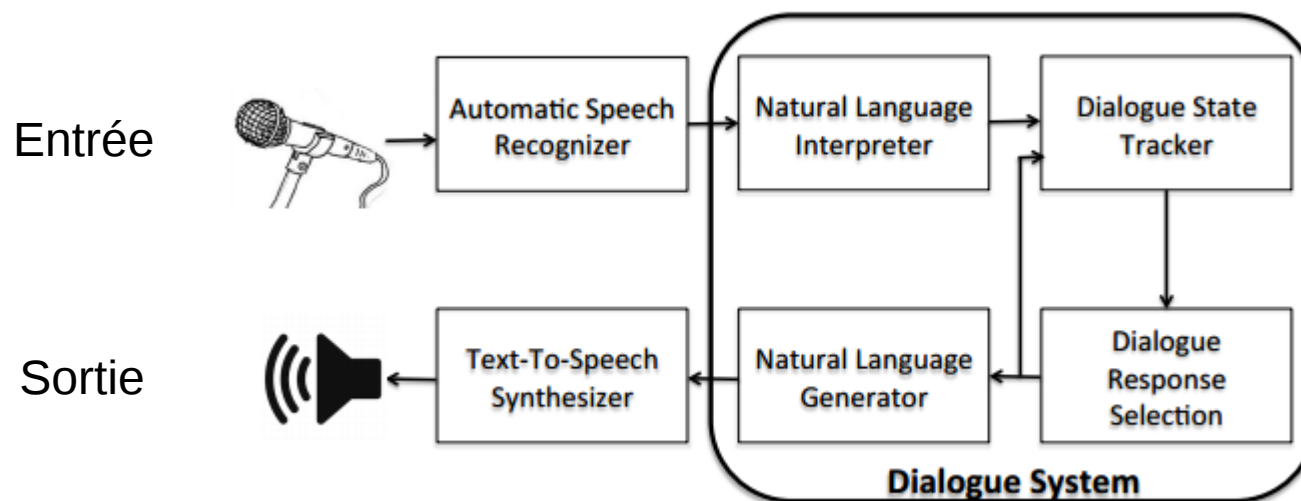 Entrée
Automatic Speech
Recognizer
Natural Language
Interpreter
Dialogue State
Tracker
Sortie
Text-To-Speech
Synthesizer
Natural Language
Generator
Dialogue
Response
Selection
Dialogue System